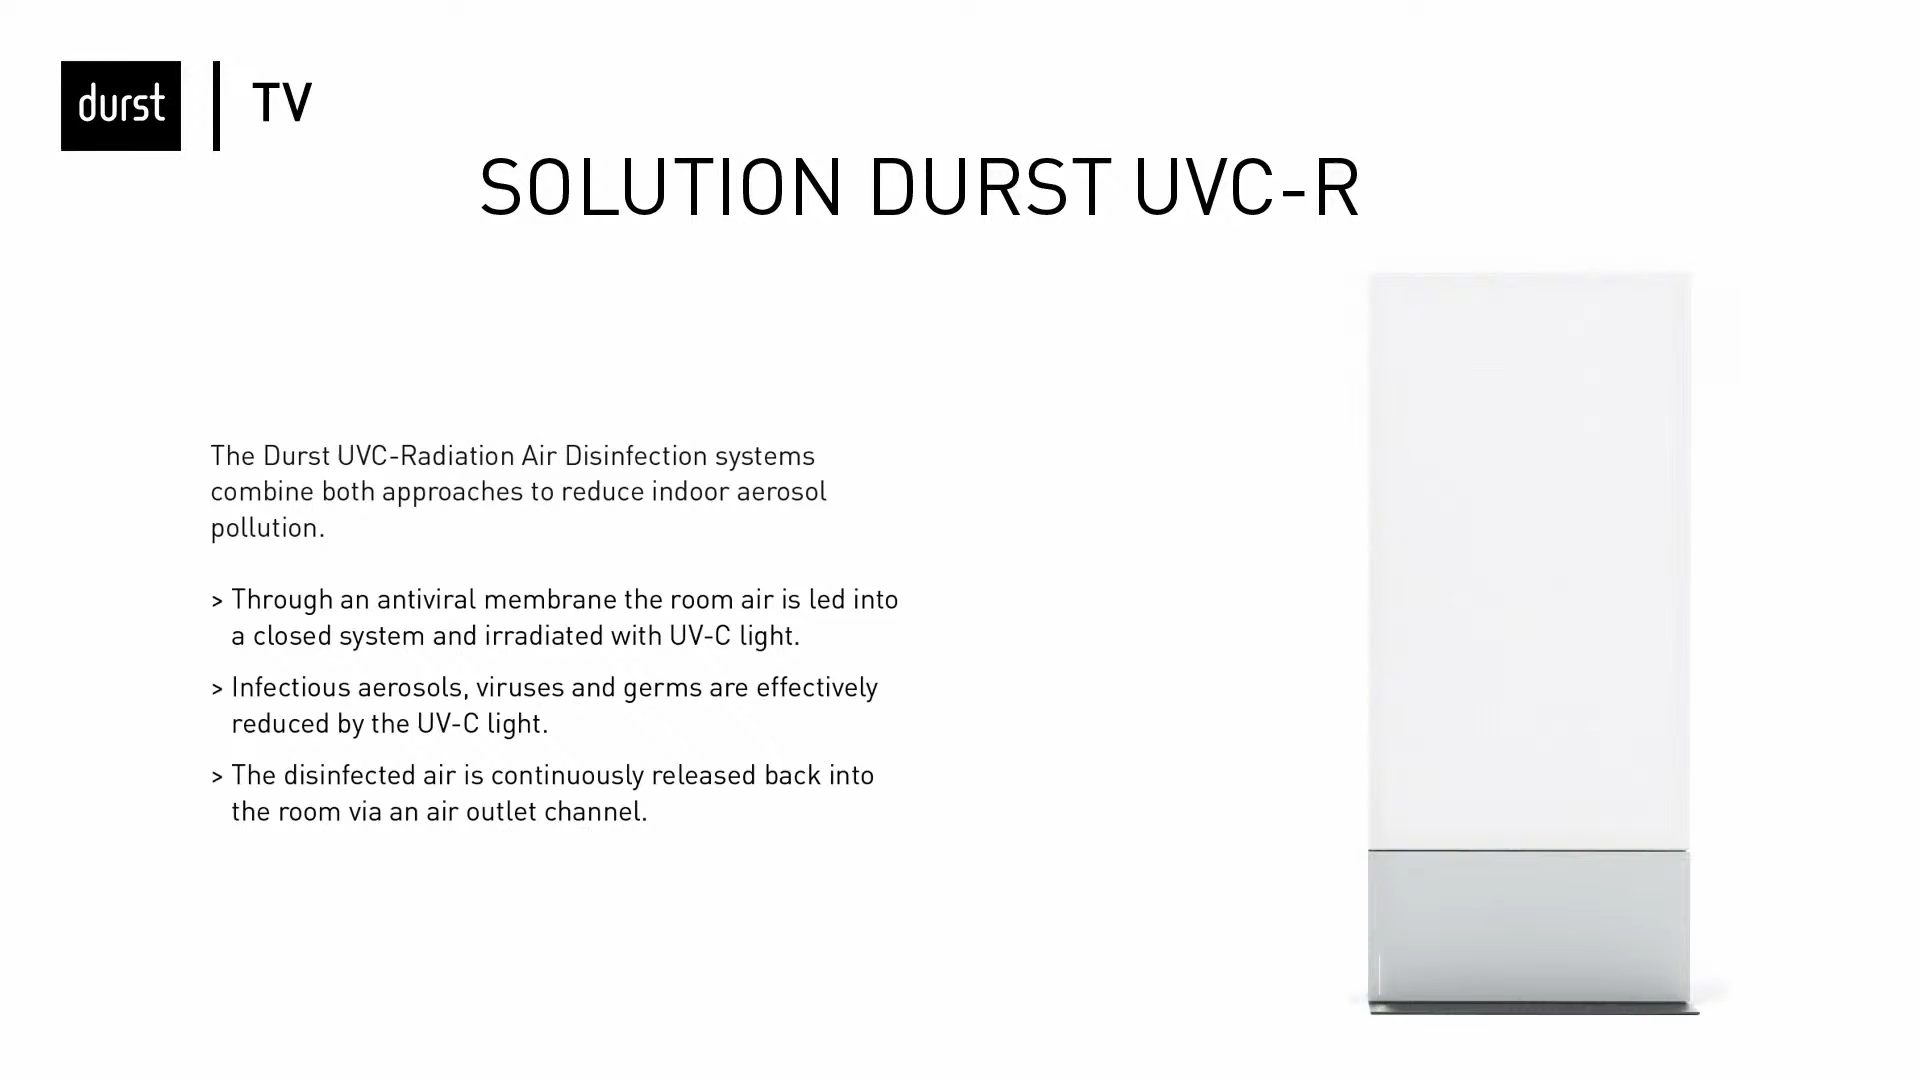 durst | TV
SOLUTION DURST UVC-R
The Durst UVC-Radiation Air Disinfection systems
combine both approaches to reduce indoor aerosol
pollution.
> Through an antiviral membrane the room air is led into
a closed system and irradiated with UV-C light.
> Infectious aerosols, viruses and germs are effectively
reduced by the UV-C light.
> The disinfected air is continuously released back into
the room via an air outlet channel.